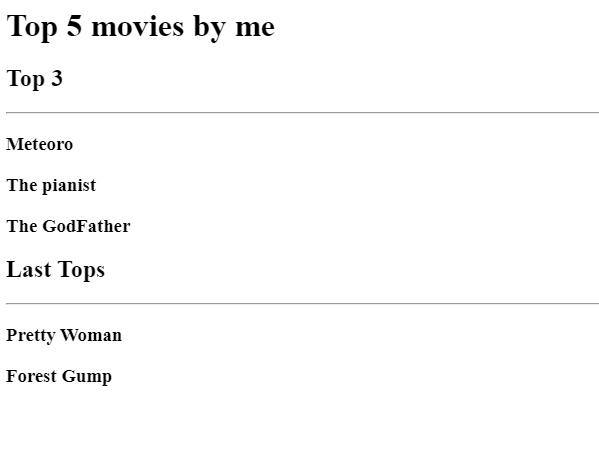 Top 5 movies by me
Top 3
Meteoro
The pianist
The GodFather
Last Tops
Pretty Woman
Forest Gump